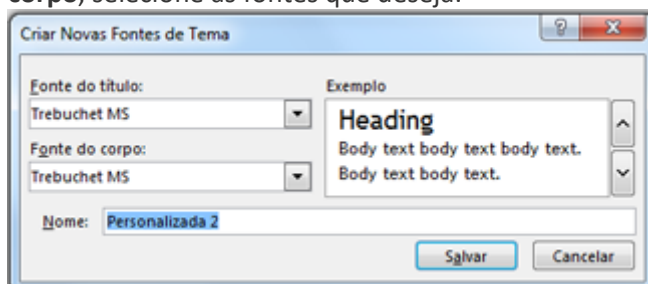 corpo, selecione as fontes que deseja.
Criar Novas Fontes de Tema
Fonte do título:
Trebuchet MS
Fonte do corpo:
Trebuchet MS
Exemplo
Heading
Body text body text body text.
Body text body text.
Nome: Personalizada 2
Salvar Cancelar